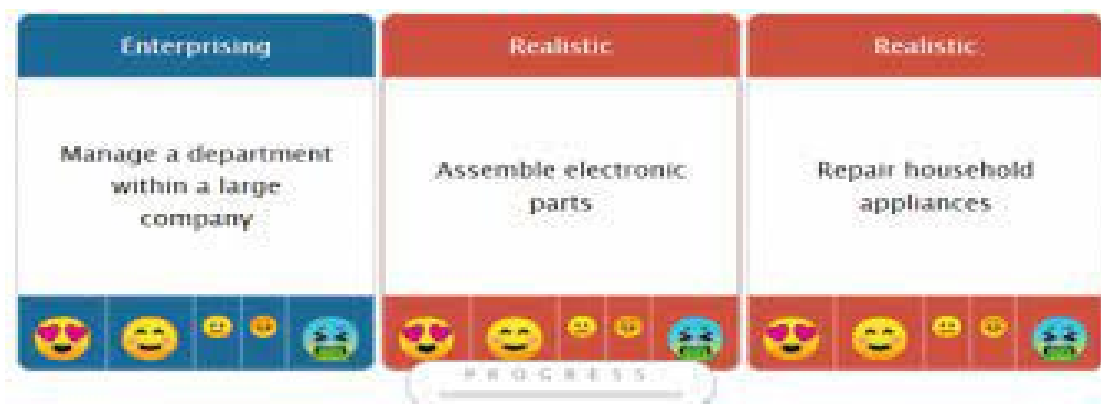 Enterprising
Manage a department
within a large
company
Realistic
Assemble electronic
parts
Realistic
Repair household
appliances
PROGRESS